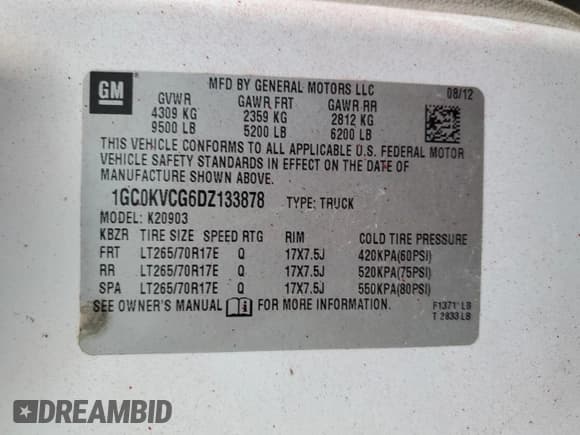 GM
MFD BY GENERAL MOTORS LLC
08/12
GVWR GAWR FRT GAWR RR
4309 KG 2359 KG 2812 KG
9500 LB 5200 LB 6200 LB
THIS VEHICLE CONFORMS TO ALL APPLICABLE U.S. FEDERAL MOTOR
VEHICLE SAFETY STANDARDS IN EFFECT ON THE DATE OF
MANUFACTURE SHOWN ABOVE.
1GC0KVCG6DZ133878 TYPE: TRUCK
MODEL: K20903
KBZR TIRE SIZE SPEED RTG RIM COLD TIRE PRESSURE
FRT LT265/70R17E Q 17X7.5J 420KPA(60PSI)
RR LT265/70R17E Q 17X7.5J 520KPA(75PSI)
SPA LT265/70R17E Q 17X7.5J 550KPA(80PSI)
SEE OWNER'S MANUAL FOR MORE INFORMATION.
F1371 LB
T 2833 LB
DREAMBID